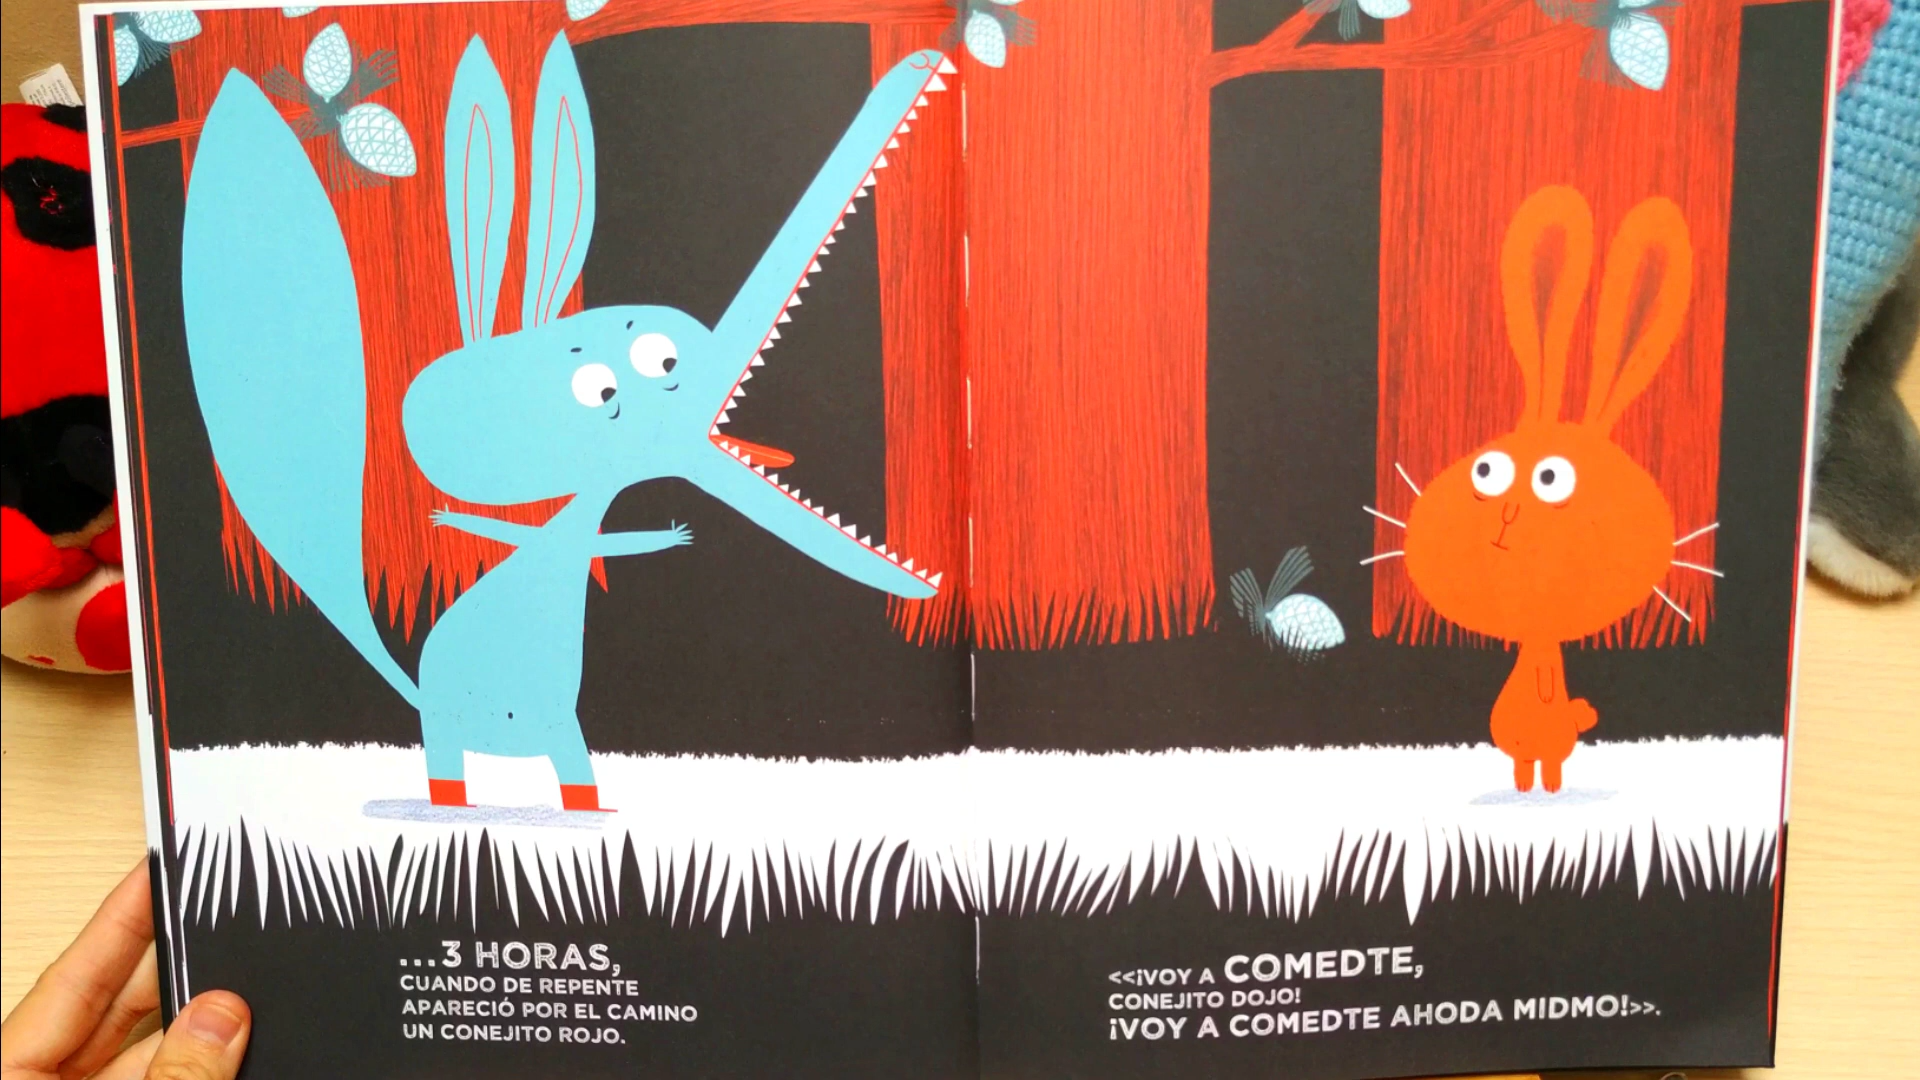 ...3 HORAS,
CUANDO DE REPENTE
APARECIÓ POR EL CAMINO
UN CONEJITO ROJO.
<<¡VOY A COMEDTE,
CONEJITO DOJO!
¡VOY A COMEDTE AHODA MIDMO!>>.